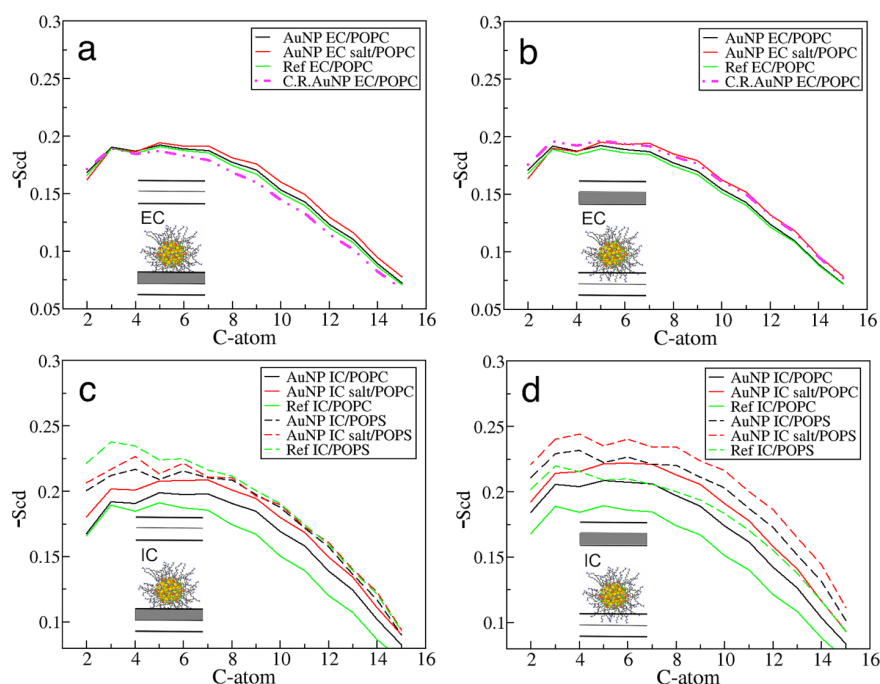 a
AuNP EC/POPC
AuNP EC salt/POPC
Ref EC/POPC
C.R.AuNP EC/POPC
0.3
0.25
0.2
0.15
0.1
0.05
-Scd
EC
2 4 6 8 10 12 14 16
C-atom
b
AuNP EC/POPC
AuNP EC salt/POPC
Ref EC/POPC
C.R.AuNP EC/POPC
0.3
0.25
0.2
0.15
0.1
0.05
-Scd
EC
2 4 6 8 10 12 14 16
C-atom
c
AuNP IC/POPC
AuNP IC salt/POPC
Ref IC/POPC
AuNP IC/POPS
AuNP IC salt/POPS
Ref IC/POPS
0.3
0.25
0.2
0.15
0.1
-Scd
IC
2 4 6 8 10 12 14 16
C-atom
d
AuNP IC/POPC
AuNP IC salt/POPC
Ref IC/POPC
AuNP IC/POPS
AuNP IC salt/POPS
Ref IC/POPS
0.3
0.25
0.2
0.15
0.1
-Scd
IC
2 4 6 8 10 12 14 16
C-atom